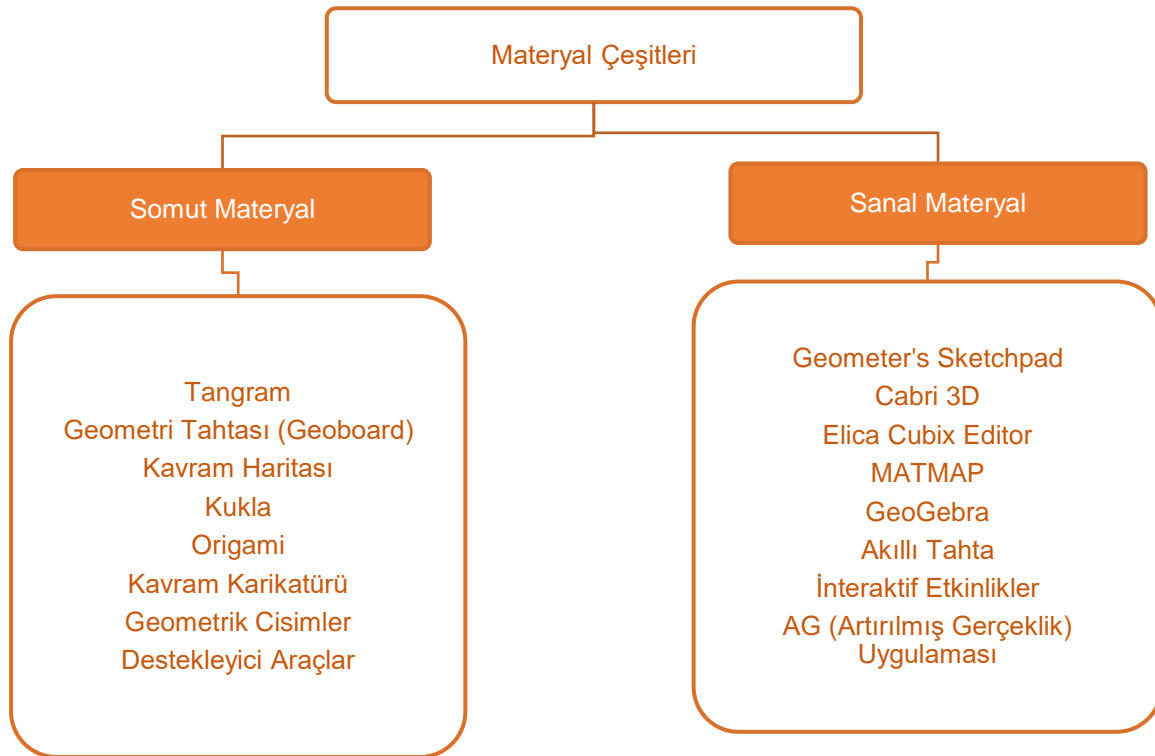 Materyal Çeşitleri
Somut Materyal
Tangram
Geometri Tahtası (Geoboard)
Kavram Haritası
Kukla
Origami
Kavram Karikatürü
Geometrik Cisimler
Destekleyici Araçlar
Sanal Materyal
Geometer's Sketchpad
Cabri 3D
Elica Cubix Editor
MATMAP
GeoGebra
Akıllı Tahta
İnteraktif Etkinlikler
AG (Artırılmış Gerçeklik)
Uygulaması